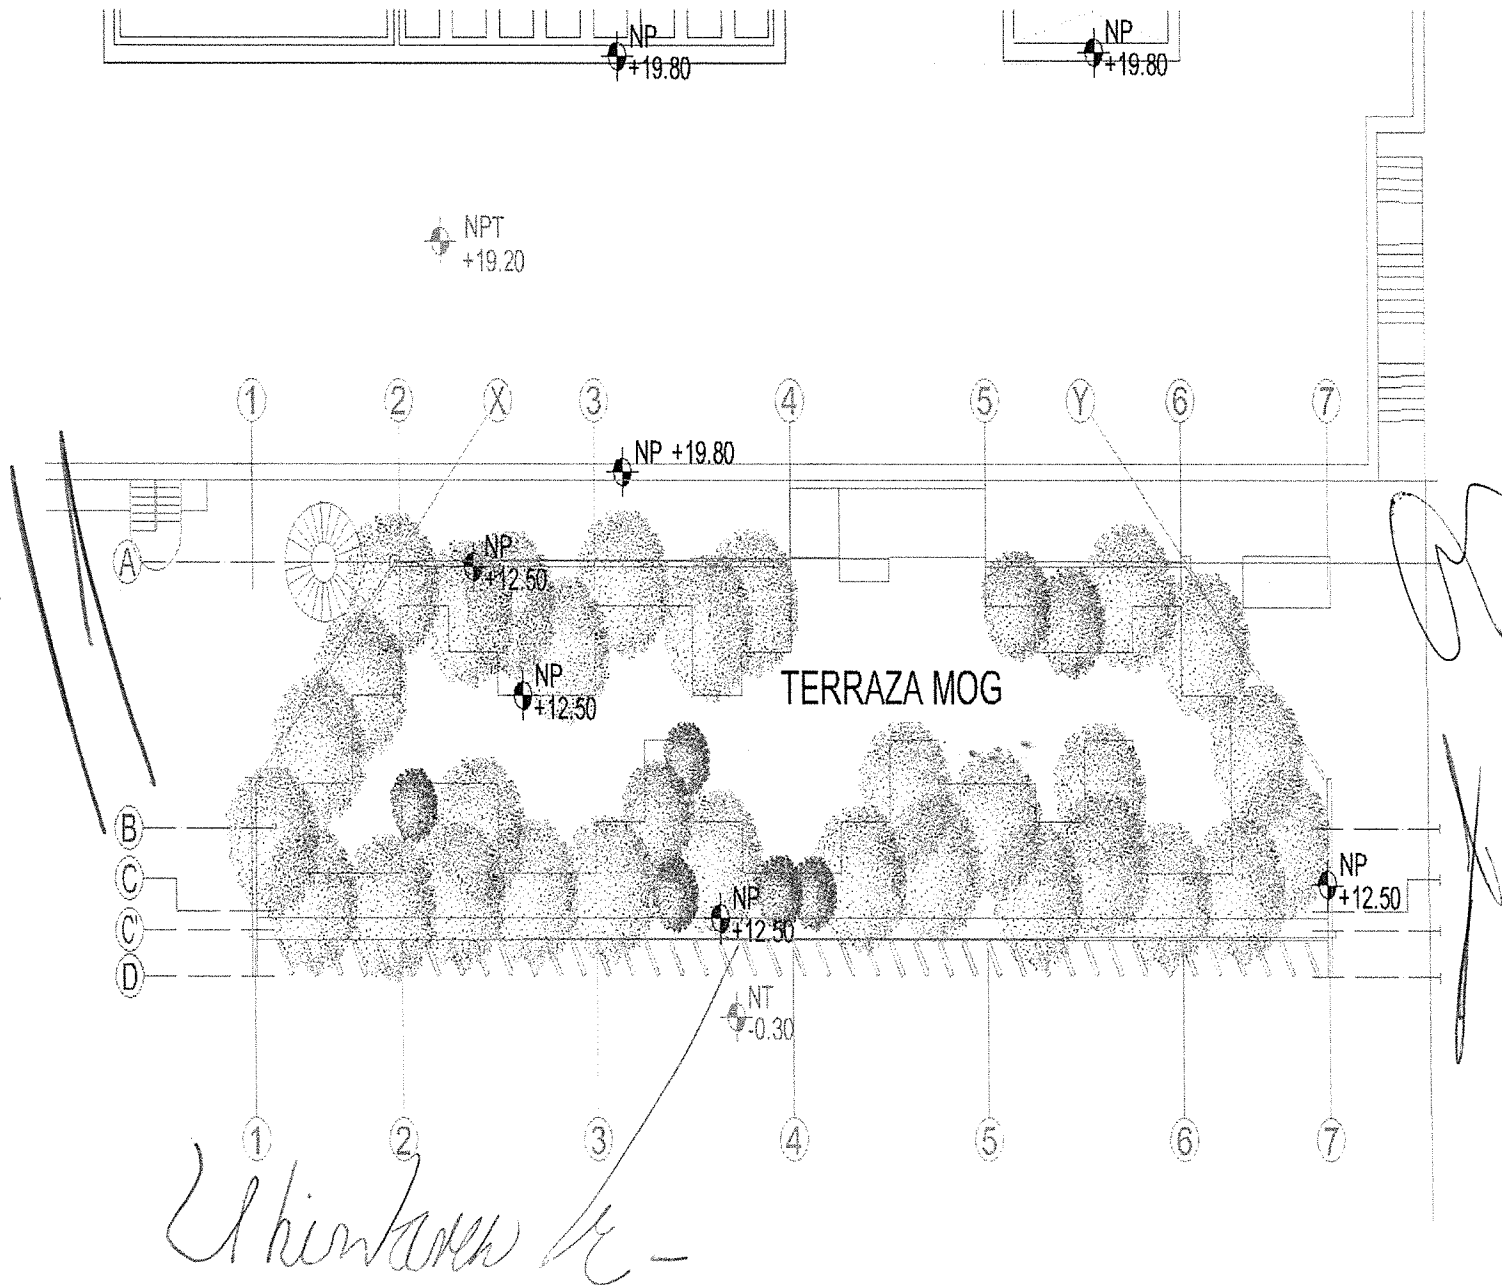 NP
+19.80
NP
+19.80
NPT
+19.20
1 2 X 3 4 5 Y 6 7
NP +19.80
A
NP
+12.50
NP
+12.50
TERRAZA MOG
B
C
NP
+12.50
NP
+12.50
C
D
NT
-0.30
1 2 3 4 5 6 7